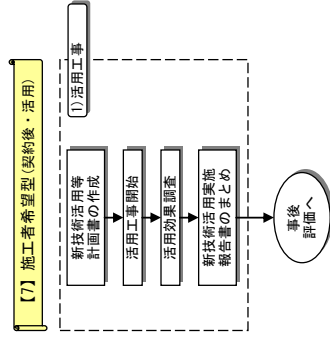 【7】施工者希望型(契約後・活用)
1)活用工事
新技術活用等
計画書の作成
活用工事開始
活用効果調査
新技術活用実施
報告書のまとめ
事後
評価へ